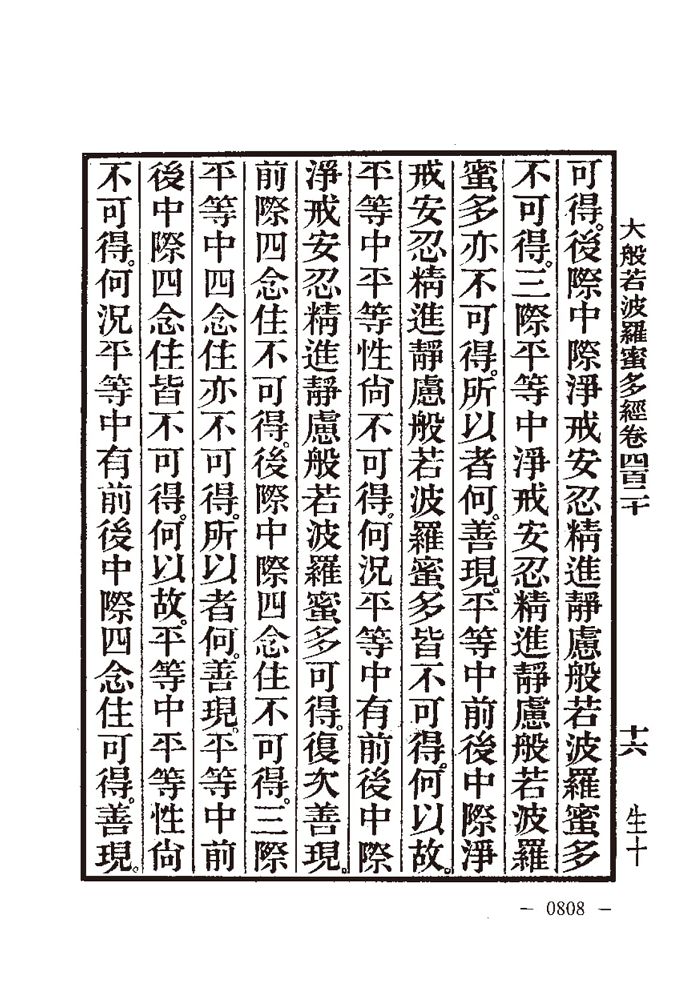 大般若波羅蜜多經卷四百二十
十六
生十
可得。後際中際淨戒安忍精進靜慮般若波羅蜜多
不可得。三際平等中淨戒安忍精進靜慮般若波羅
蜜多亦不可得。所以者何。善現。平等中前後中際淨
戒安忍精進靜慮般若波羅蜜多皆不可得。何以故。
平等中平等性尙不可得。何況平等中有前後中際
淨戒安忍精進靜慮般若波羅蜜多可得。復次善現。
前際四念住不可得。後際中際四念住不可得。三際
平等中四念住亦不可得。所以者何。善現。平等中前
後中際四念住皆不可得。何以故。平等中平等性尙
不可得。何況平等中有前後中際四念住可得。善現。
- 0808 -